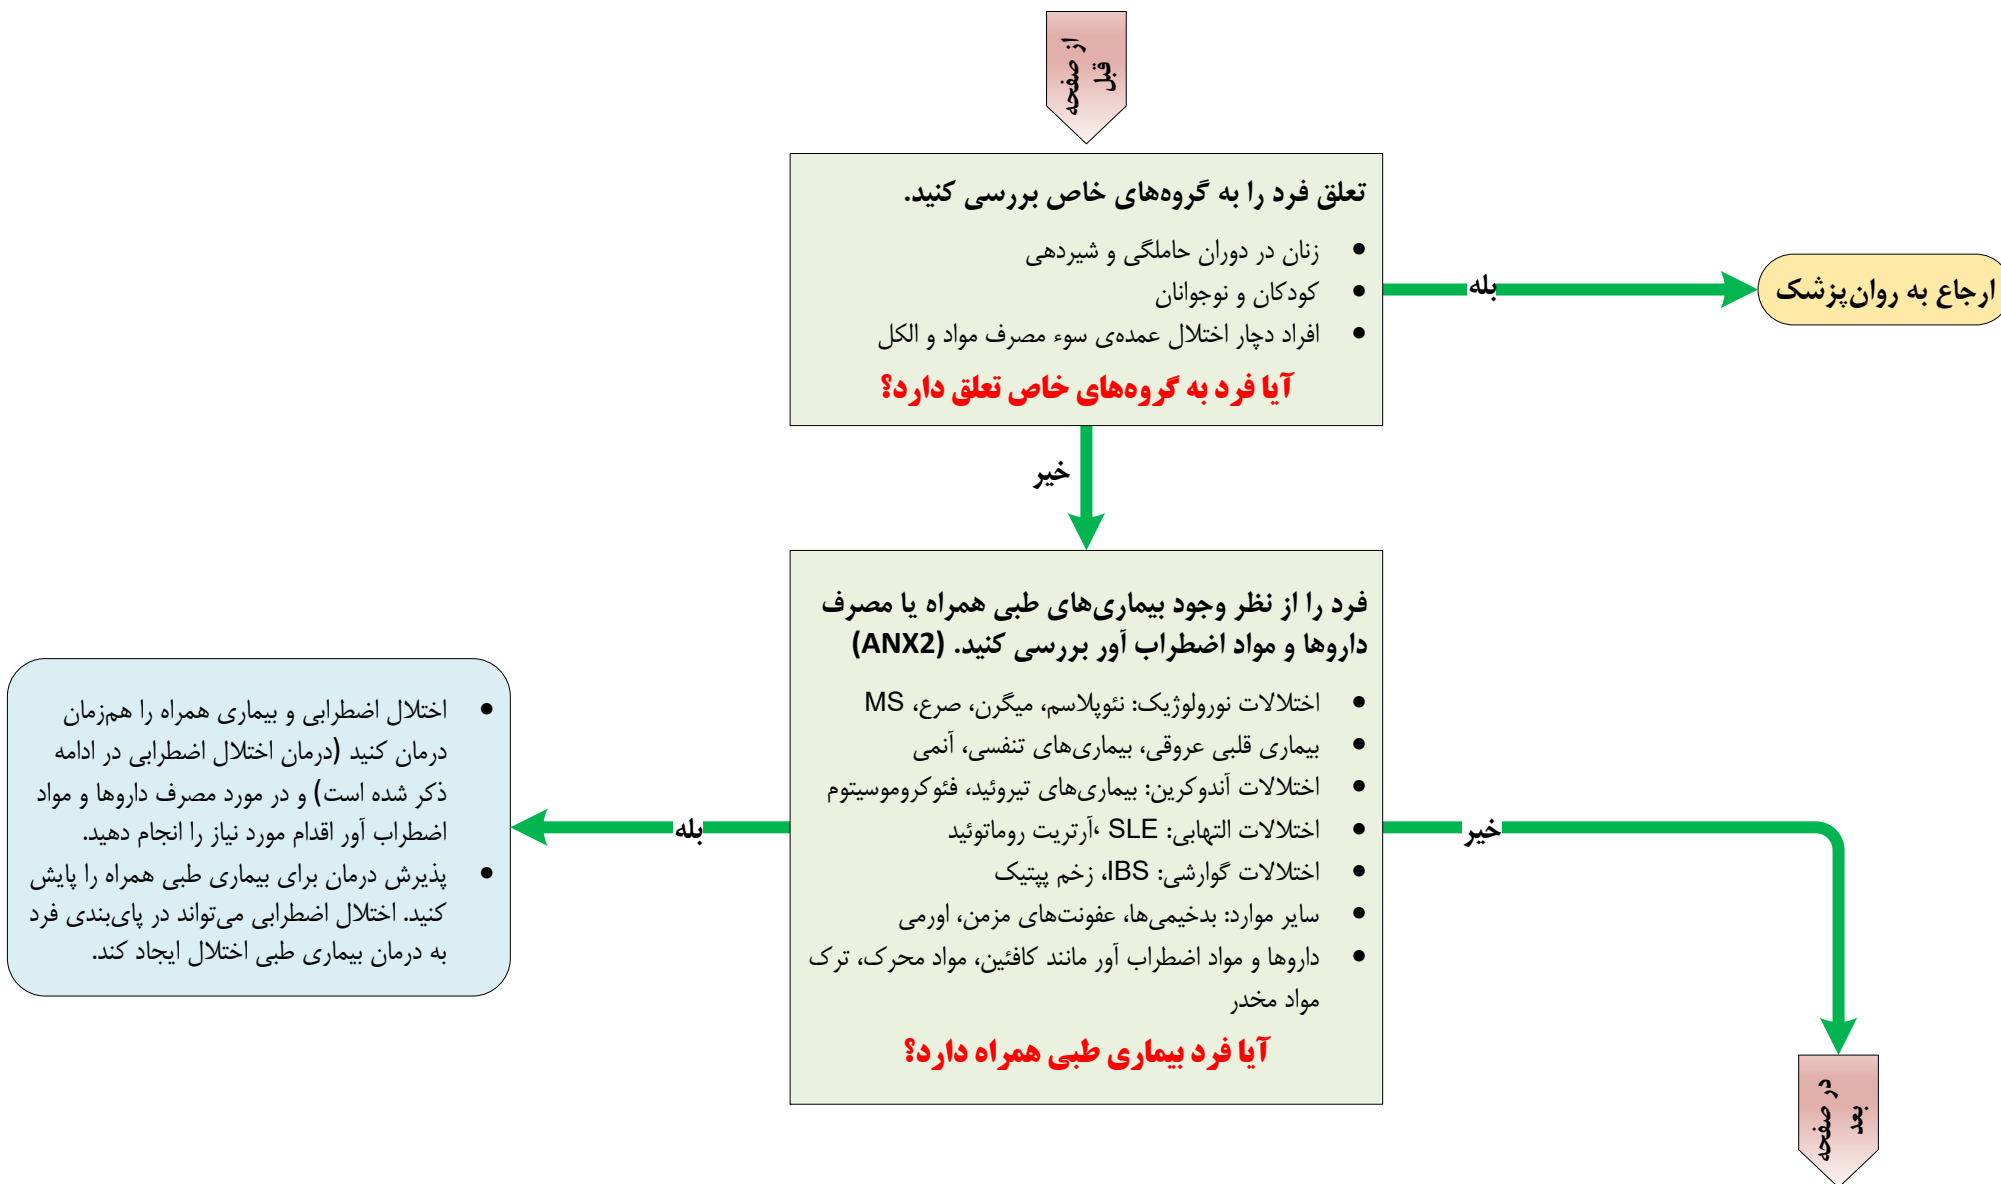 از صفحه
قبل
تعلق فرد را به گروه‌های خاص بررسی کنید.
● زنان در دوران حاملگی و شیردهی
● کودکان و نوجوانان
● افراد دچار اختلال عمده‌ی سوء مصرف مواد و الکل
آیا فرد به گروه‌های خاص تعلق دارد؟
بله
ارجاع به روان‌پزشک
خیر
فرد را از نظر وجود بیماری‌های طبی همراه یا مصرف
داروها و مواد اضطراب آور بررسی کنید. (ANX2)
● اختلالات نورولوژیک: نئوپلاسم، میگرن، صرع، MS
● بیماری قلبی عروقی، بیماری‌های تنفسی، آنمی
● اختلالات آندوکرین: بیماری‌های تیروئید، فئوکروموسیتوم
● اختلالات التهابی: SLE ،آرتریت روماتوئید
● اختلالات گوارشی: IBS، زخم پپتیک
● سایر موارد: بدخیمی‌ها، عفونت‌های مزمن، اورمی
● داروها و مواد اضطراب آور مانند کافئین، مواد محرک، ترک
مواد مخدر
آیا فرد بیماری طبی همراه دارد؟
خیر
در صفحه
بعد
بله
● اختلال اضطرابی و بیماری همراه را هم‌زمان
درمان کنید (درمان اختلال اضطرابی در ادامه
ذکر شده است) و در مورد مصرف داروها و مواد
اضطراب آور اقدام مورد نیاز را انجام دهید.
● پذیرش درمان برای بیماری طبی همراه را پایش
کنید. اختلال اضطرابی می‌تواند در پای‌بندی فرد
به درمان بیماری طبی اختلال ایجاد کند.